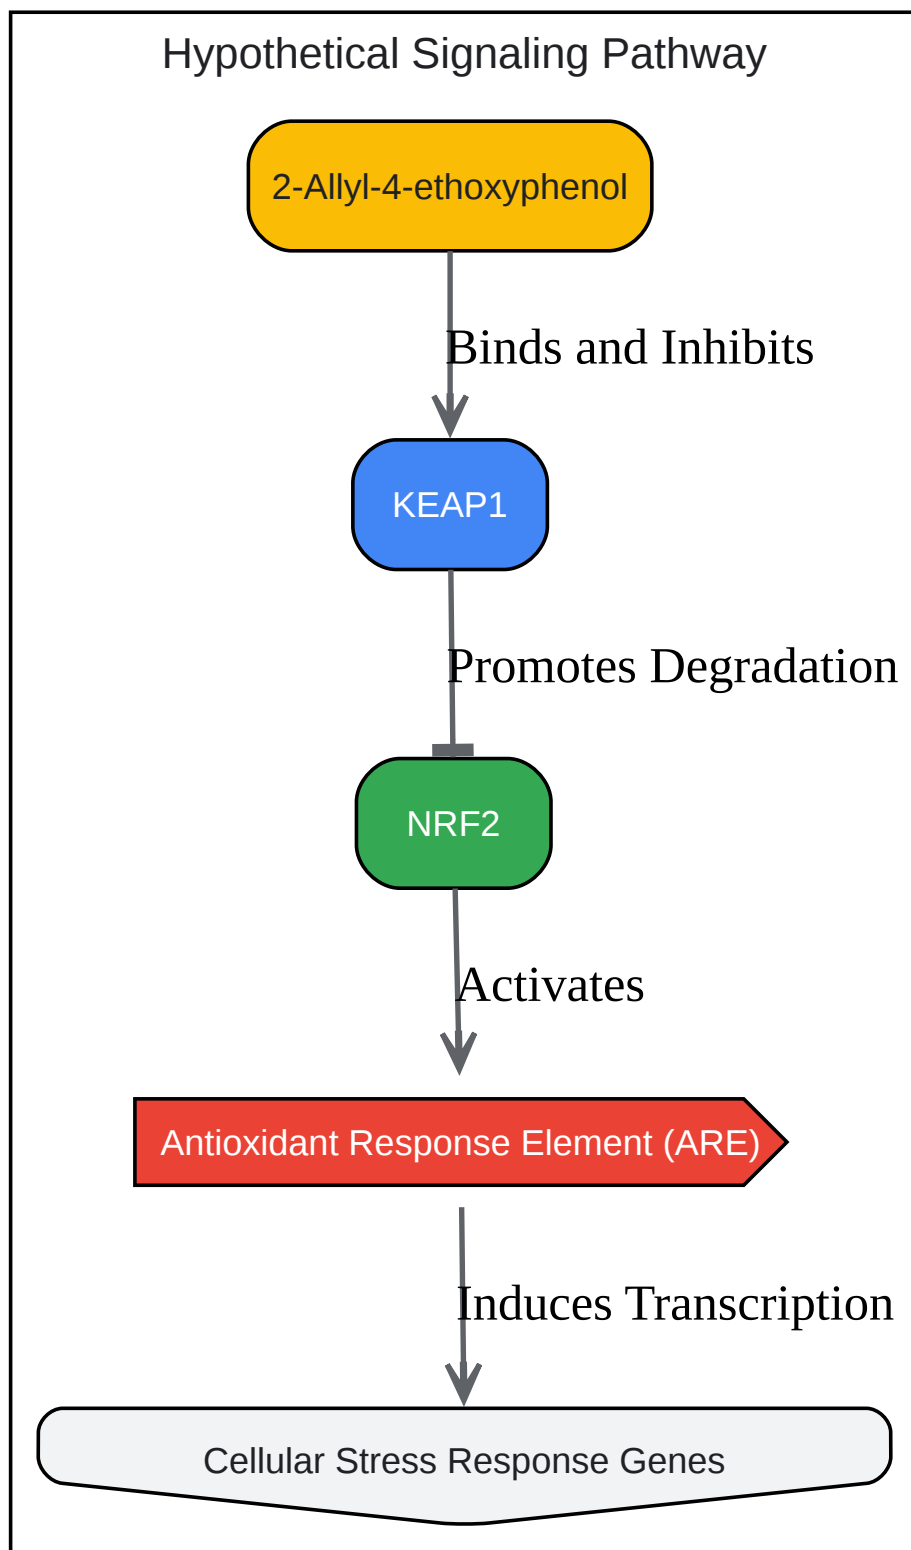 Hypothetical Signaling Pathway
2-Allyl-4-ethoxyphenol
Binds and Inhibits
KEAP1
Promotes Degradation
NRF2
Activates
Antioxidant Response Element (ARE)
Induces Transcription
Cellular Stress Response Genes